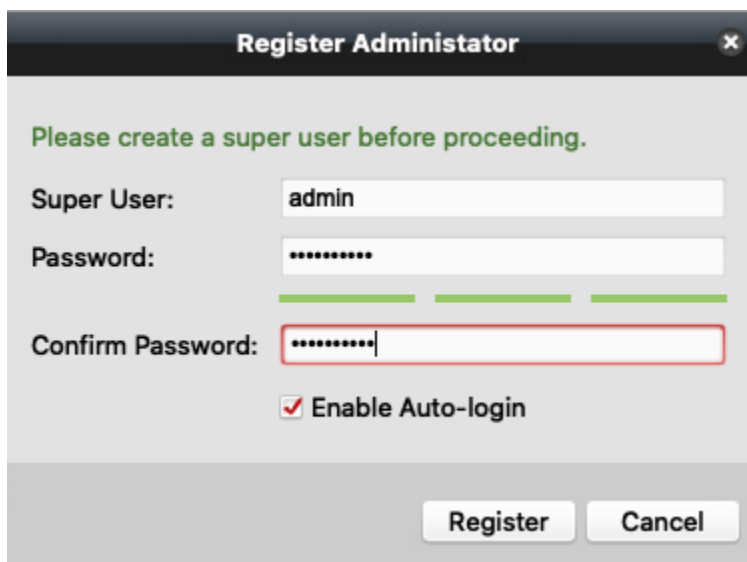 Register Administator
Please create a super user before proceeding.
Super User: admin
Password: ••••••••••
Confirm Password: ••••••••••
Enable Auto-login
Register Cancel